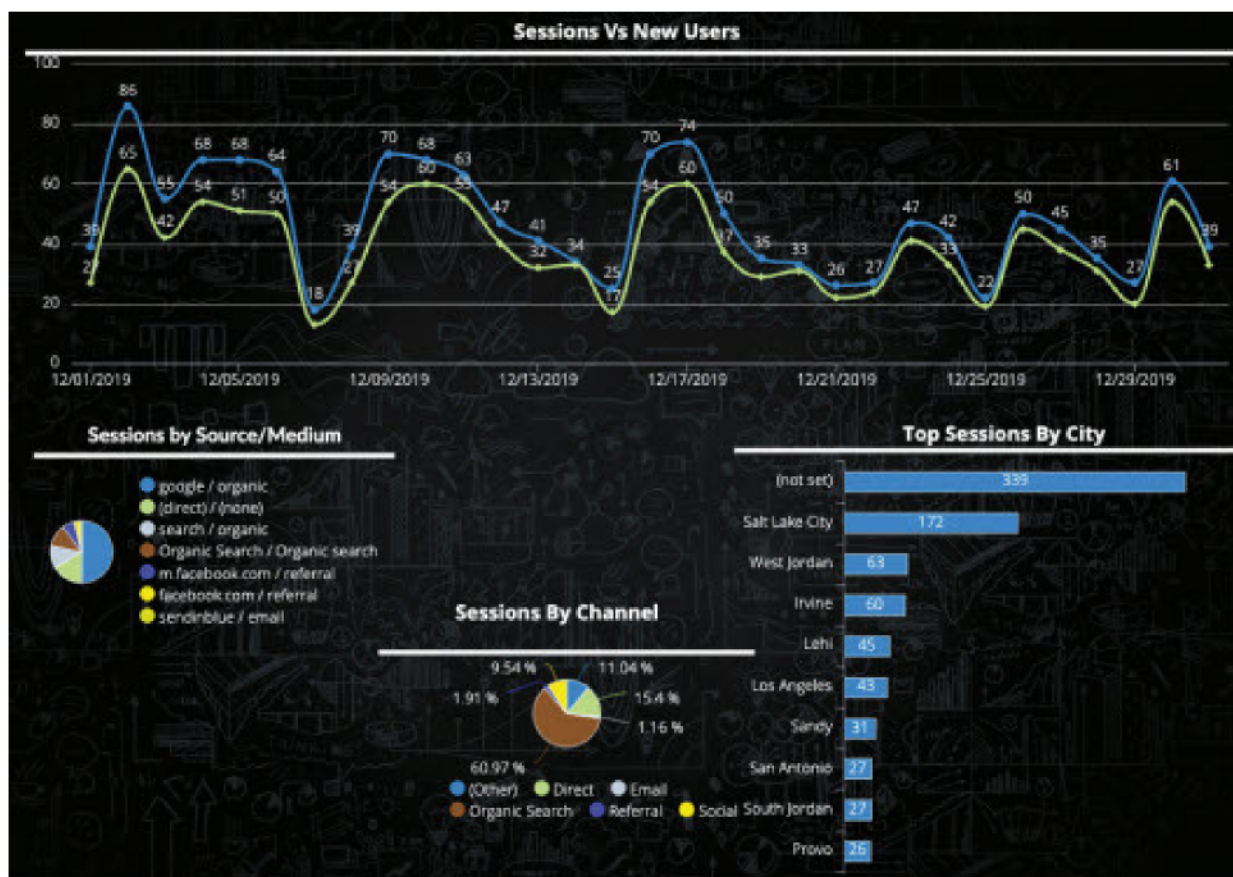 Sessions Vs New Users
100
80
60
40
20
0
86
65
55
42
68
54
68
51
64
50
18
39
27
70
54
68
60
63
55
47
41
32
34
25
17
70
54
74
60
50
35
33
26
27
47
42
33
22
50
45
35
27
61
39
12/01/2019 12/05/2019 12/09/2019 12/13/2019 12/17/2019 12/21/2019 12/25/2019 12/29/2019
Sessions by Source/Medium
google / organic
(direct) / (none)
search / organic
Organic Search / Organic search
m.facebook.com / referral
facebook.com / referral
sendinblue / email
Sessions By Channel
9.54 % 11.04 %
1.91 % 15.4 %
1.16 %
60.97 %
(Other) Direct Email
Organic Search Referral Social
Top Sessions By City
(not set) 339
Salt Lake City 172
West Jordan 63
Irvine 60
Lehi 45
Los Angeles 43
Sandy 31
San Antonio 27
South Jordan 27
Provo 26